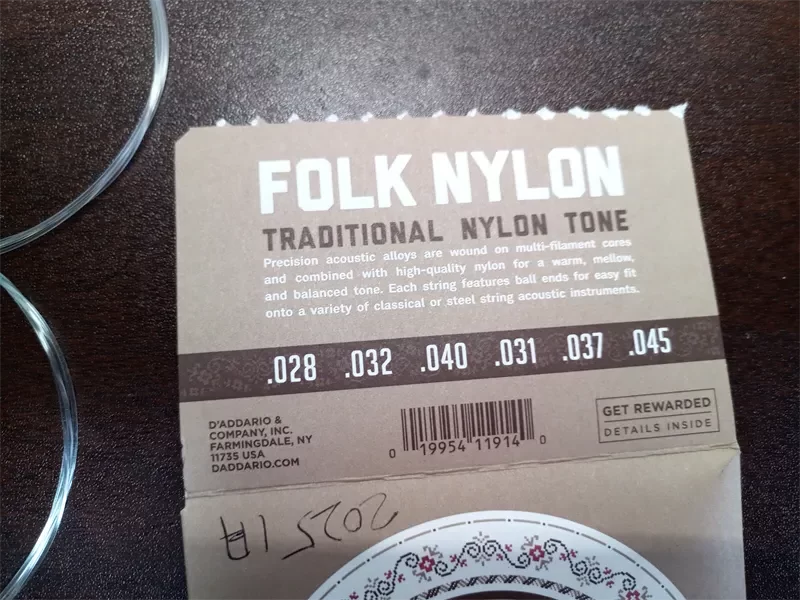 FOLK NYLON
TRADITIONAL NYLON TONE
Precision acoustic alloys are wound on multi-filament cores
and combined with high-quality nylon for a warm, mellow,
and balanced tone. Each string features ball ends for easy fit
onto a variety of classical or steel string acoustic instruments.
.028 .032 .040 .031 .037 .045
D'ADDARIO &
COMPANY, INC.
FARMINGDALE, NY
11735 USA
DADDARIO.COM
0 19954 11914 0
GET REWARDED
DETAILS INSIDE
2025